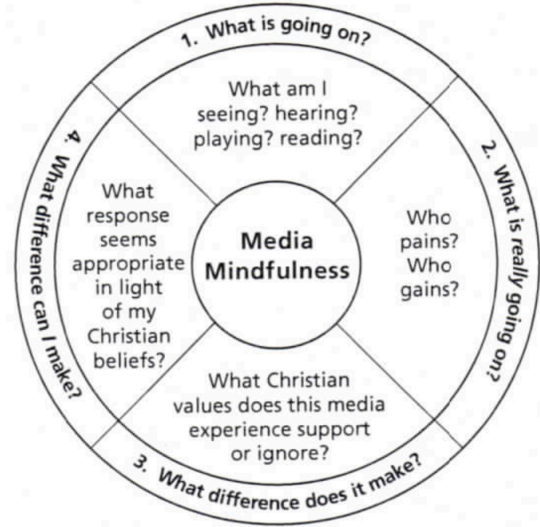 1. What is going on?
What am I
seeing? hearing?
playing? reading?
2. What is really going on?
Who
pains?
Who
gains?
3. What difference does it make?
What Christian
values does this media
experience support
or ignore?
4. What difference can I make?
What
response
seems
appropriate
in light
of my
Christian
beliefs?
Media
Mindfulness